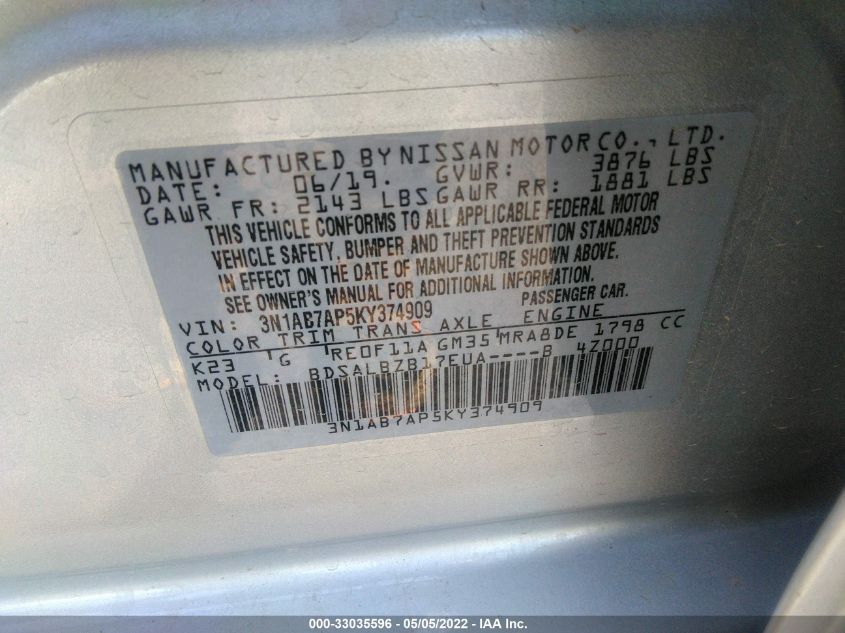 MANUFACTURED BY NISSAN MOTOR CO., LTD.
DATE: 06/19. GVWR: 3876 LBS
GAWR FR: 2143 LBS GAWR RR: 1881 LBS
THIS VEHICLE CONFORMS TO ALL APPLICABLE FEDERAL MOTOR
VEHICLE SAFETY, BUMPER AND THEFT PREVENTION STANDARDS
IN EFFECT ON THE DATE OF MANUFACTURE SHOWN ABOVE.
SEE OWNER'S MANUAL FOR ADDITIONAL INFORMATION.
VIN: 3N1AB7AP5KY374909 PASSENGER CAR.
COLOR TRIM TRANS AXLE ENGINE
K23 G RE0F11A GM35 MRA8DE 1798 CC
MODEL: BDSALBZB17EUA----B 4Z000
3N1AB7AP5KY374909
000-33035596 - 05/05/2022 - IAA Inc.